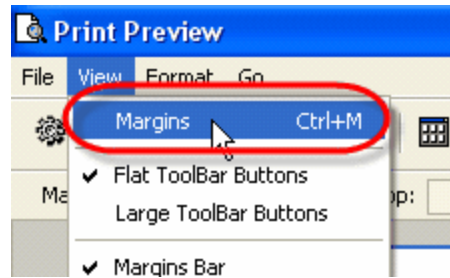 Print Preview
File View Format Go
Margins Ctrl+M
Flat ToolBar Buttons
Large ToolBar Buttons
Margins Bar